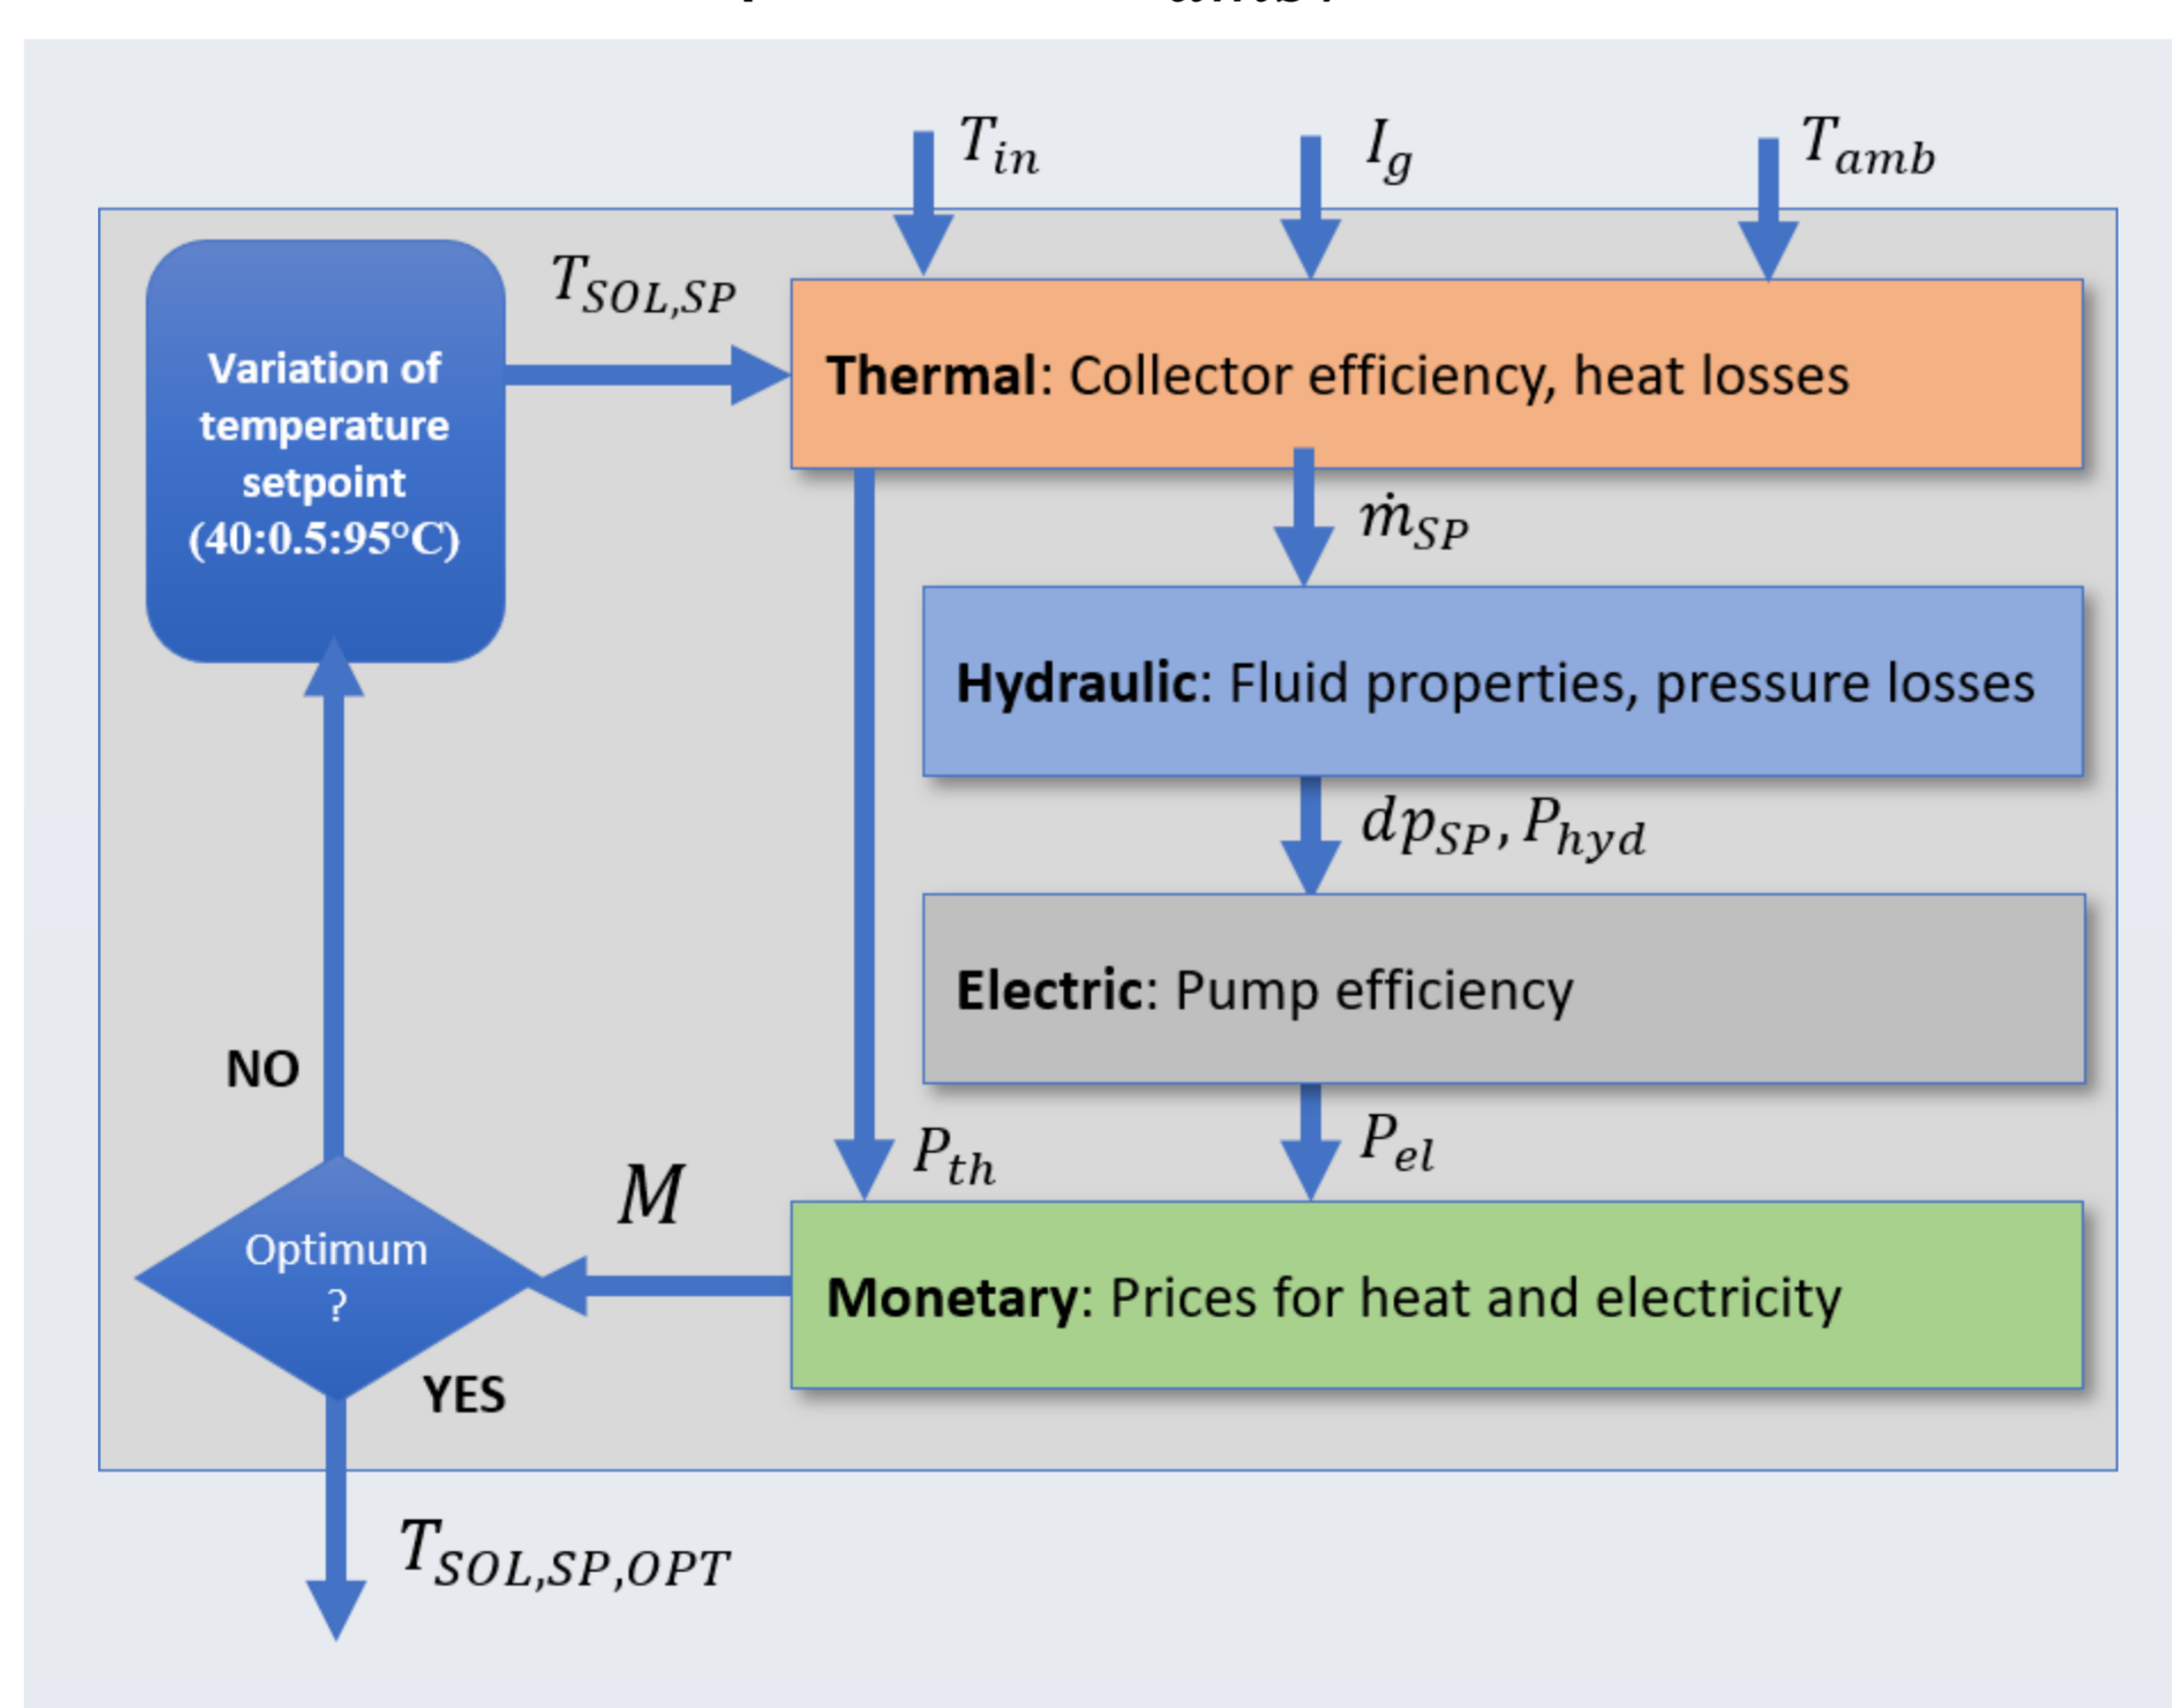 T_in
I_g
T_amb
T_SOL,SP
Variation of
temperature
setpoint
(40:0.5:95°C)
Thermal: Collector efficiency, heat losses
ṁ_SP
Hydraulic: Fluid properties, pressure losses
dp_SP, P_hyd
Electric: Pump efficiency
NO
P_th
P_el
M
Optimum
?
Monetary: Prices for heat and electricity
YES
T_SOL,SP,OPT